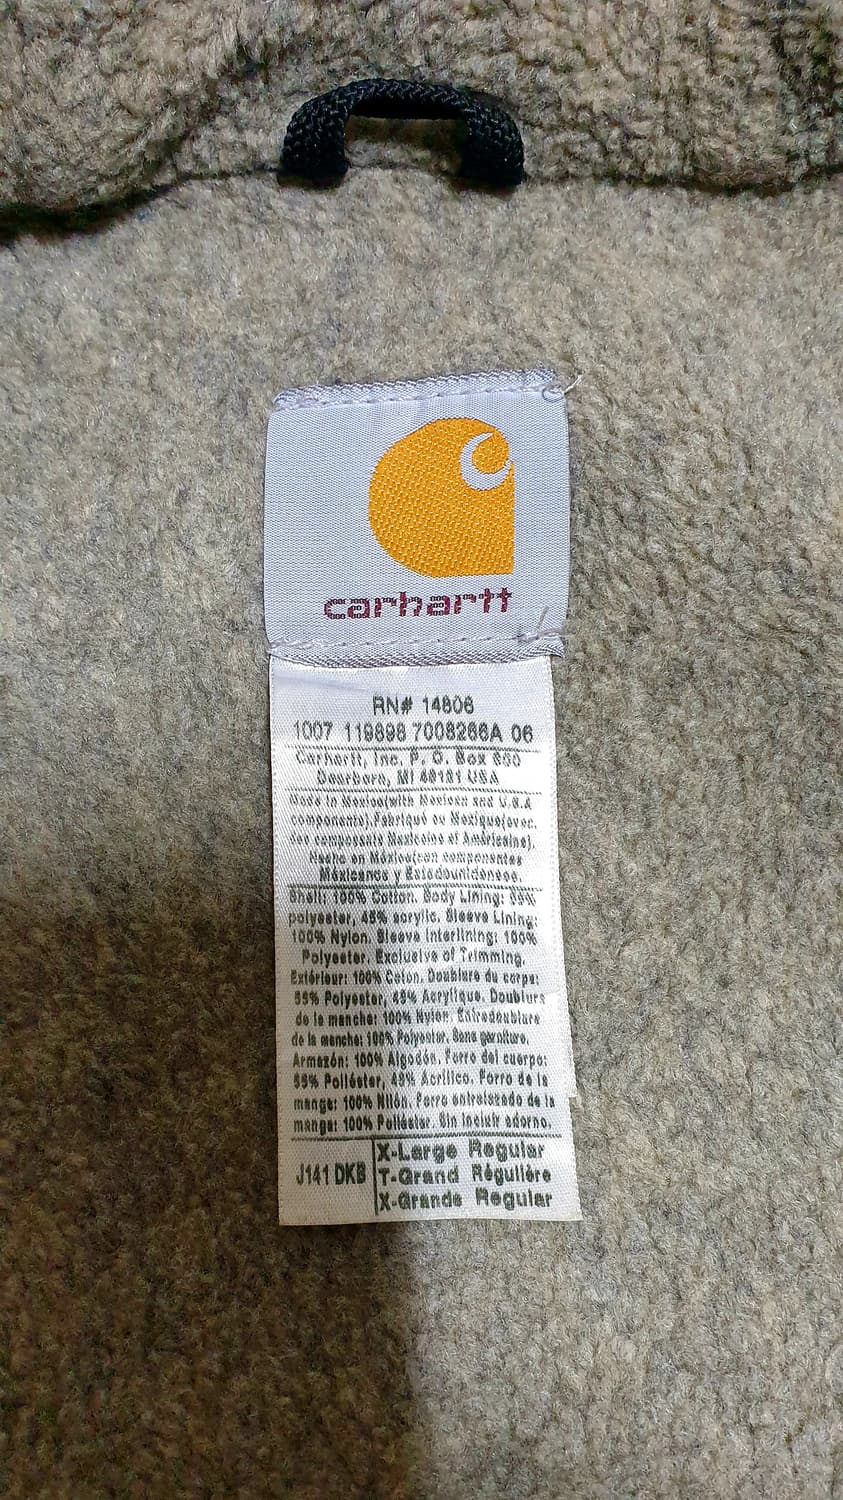 carhartt
RN# 14806
1007 119898 7008266A 06
Carhartt, Inc. P. O. Box 600
Dearborn, MI 48121 USA
Made in Mexico(with Mexican and U.S.A
components).Fabriqué au Mexique(avec.
des composants Mexicains et Américains).
Hecho en México(con componentes
Méxicanos y Estadounidenses.
Shell: 100% Cotton. Body Lining: 55%
polyester, 45% acrylic. Sleeve Lining:
100% Nylon. Sleeve Interlining: 100%
Polyester. Exclusive of Trimming.
Extérieur: 100% Coton. Doublure du corps:
55% Polyester, 45% Acrylique. Doublure
de la manche: 100% Nylon. Entredoublure
de la manche: 100% Polyester. Sans garniture.
Armazón: 100% Algodón. Forro del cuerpo:
55% Poliéster, 45% Acrílico. Forro de la
manga: 100% Nilón. Forro entrelazado de la
manga: 100% Poliéster. Sin incluir adorno.
J141 DKB
X-Large Regular
T-Grand Régulière
X-Grande Regular